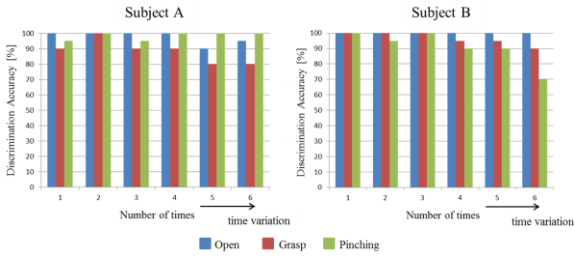 Subject A
Discrimination Accuracy [%]
100
90
80
70
60
50
40
30
20
10
0
1 2 3 4 5 6
Number of times
time variation
Subject B
Discrimination Accuracy [%]
100
90
80
70
60
50
40
30
20
10
0
1 2 3 4 5 6
Number of times
time variation
Open Grasp Pinching